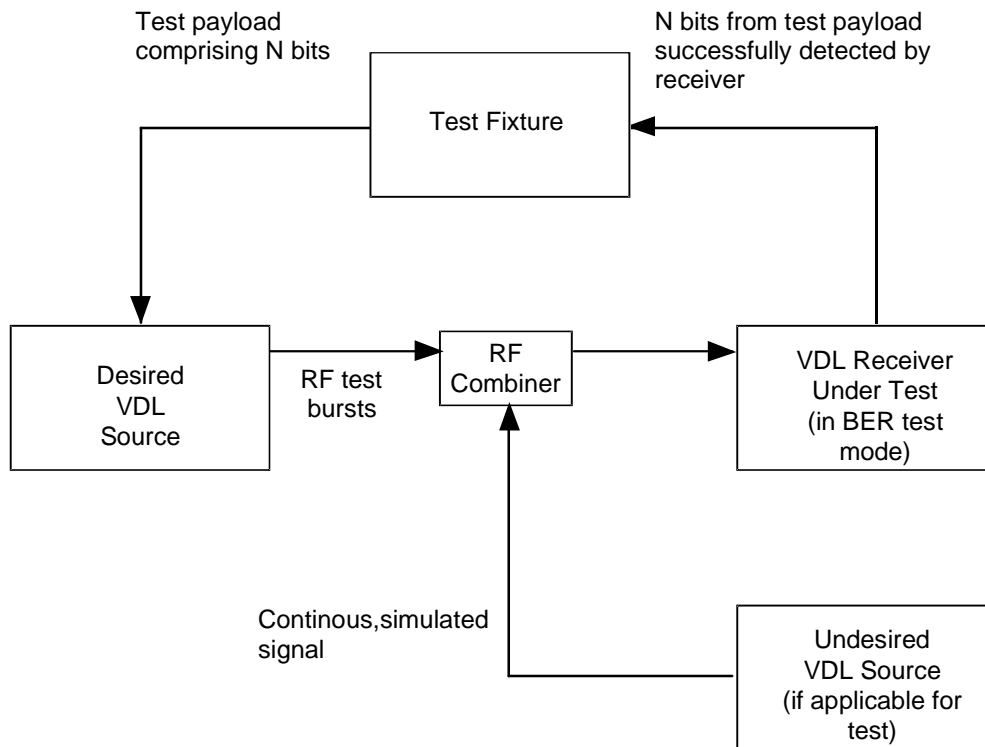 Test payload
comprising N bits
N bits from test payload
successfully detected by
receiver
Test Fixture
Desired
VDL
Source
RF test
bursts
RF
Combiner
VDL Receiver
Under Test
(in BER test
mode)
Continous,simulated
signal
Undesired
VDL Source
(if applicable for
test)